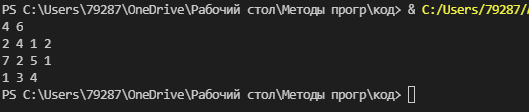 PS C:\Users\79287\OneDrive\Рабочий стол\Методы прогр\код> & C:/Users/79287/
4 6
2 4 1 2
7 2 5 1
1 3 4
PS C:\Users\79287\OneDrive\Рабочий стол\Методы прогр\код>